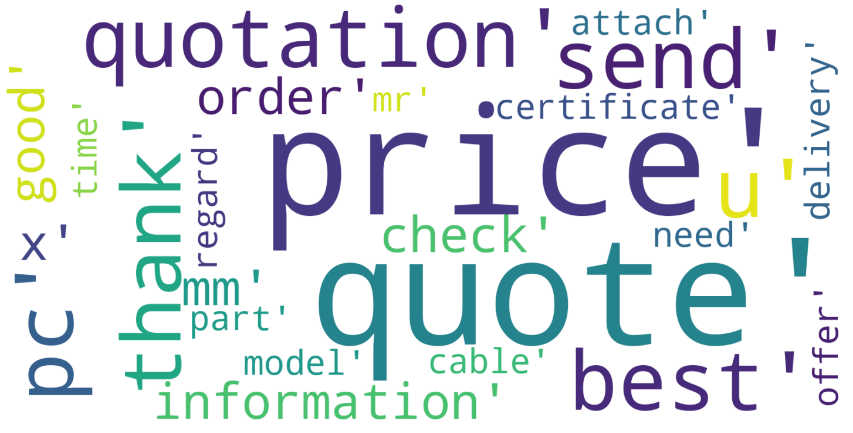 quotation'
attach'
send'
order'
mr'
certificate'
good'
time'
thank'
regard'
price'
u'
delivery'
x'
check'
need'
pc'
mm'
part'
quote'
model'
cable'
best'
offer'
information'